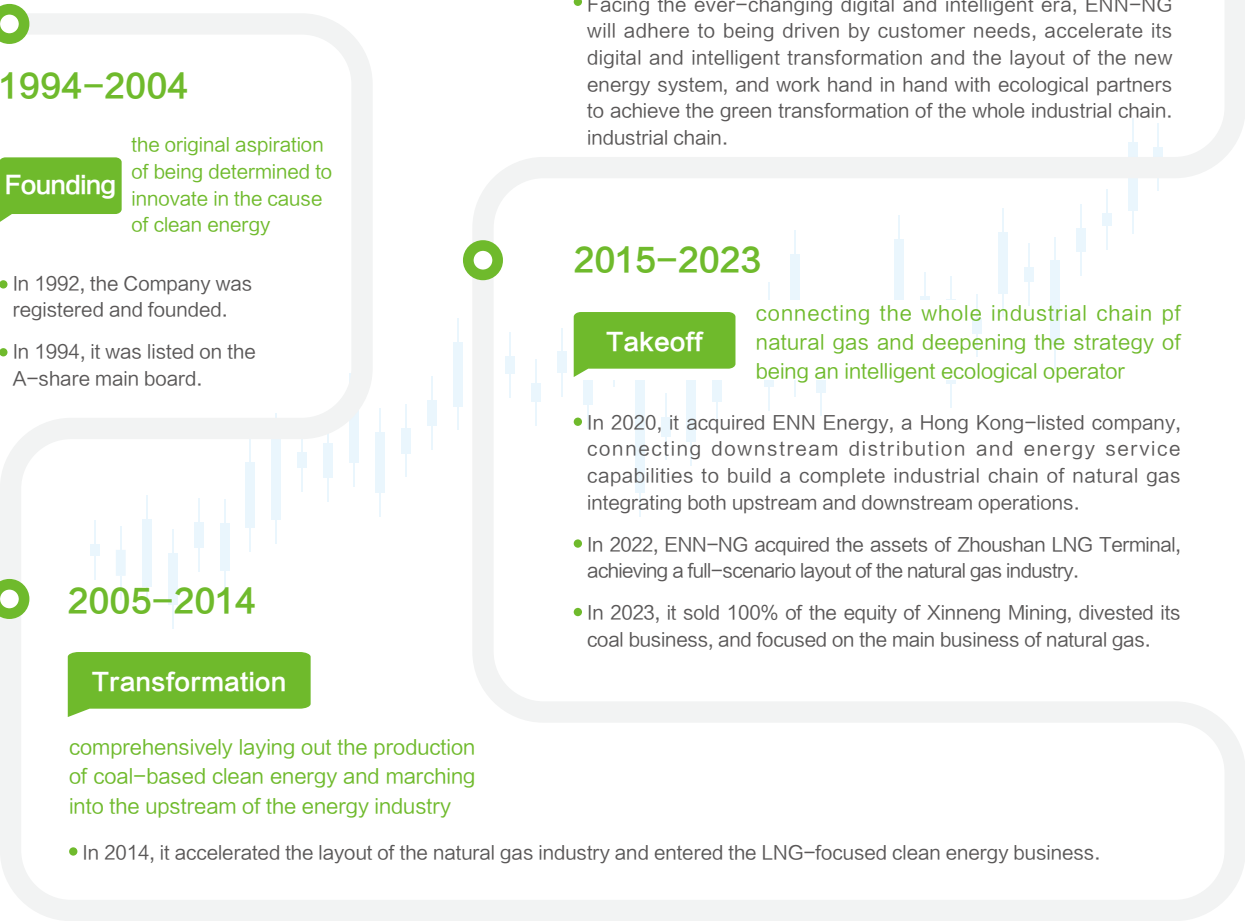 1994-2004
Founding
the original aspiration
of being determined to
innovate in the cause
of clean energy
• In 1992, the Company was
registered and founded.
• In 1994, it was listed on the
A-share main board.
2005-2014
Transformation
comprehensively laying out the production
of coal-based clean energy and marching
into the upstream of the energy industry
• In 2014, it accelerated the layout of the natural gas industry and entered the LNG-focused clean energy business.
2015-2023
Takeoff
connecting the whole industrial chain pf
natural gas and deepening the strategy of
being an intelligent ecological operator
• In 2020, it acquired ENN Energy, a Hong Kong-listed company,
connecting downstream distribution and energy service
capabilities to build a complete industrial chain of natural gas
integrating both upstream and downstream operations.
• In 2022, ENN-NG acquired the assets of Zhoushan LNG Terminal,
achieving a full-scenario layout of the natural gas industry.
• In 2023, it sold 100% of the equity of Xinneng Mining, divested its
coal business, and focused on the main business of natural gas.
• Facing the ever-changing digital and intelligent era, ENN-NG
will adhere to being driven by customer needs, accelerate its
digital and intelligent transformation and the layout of the new
energy system, and work hand in hand with ecological partners
to achieve the green transformation of the whole industrial chain.
industrial chain.